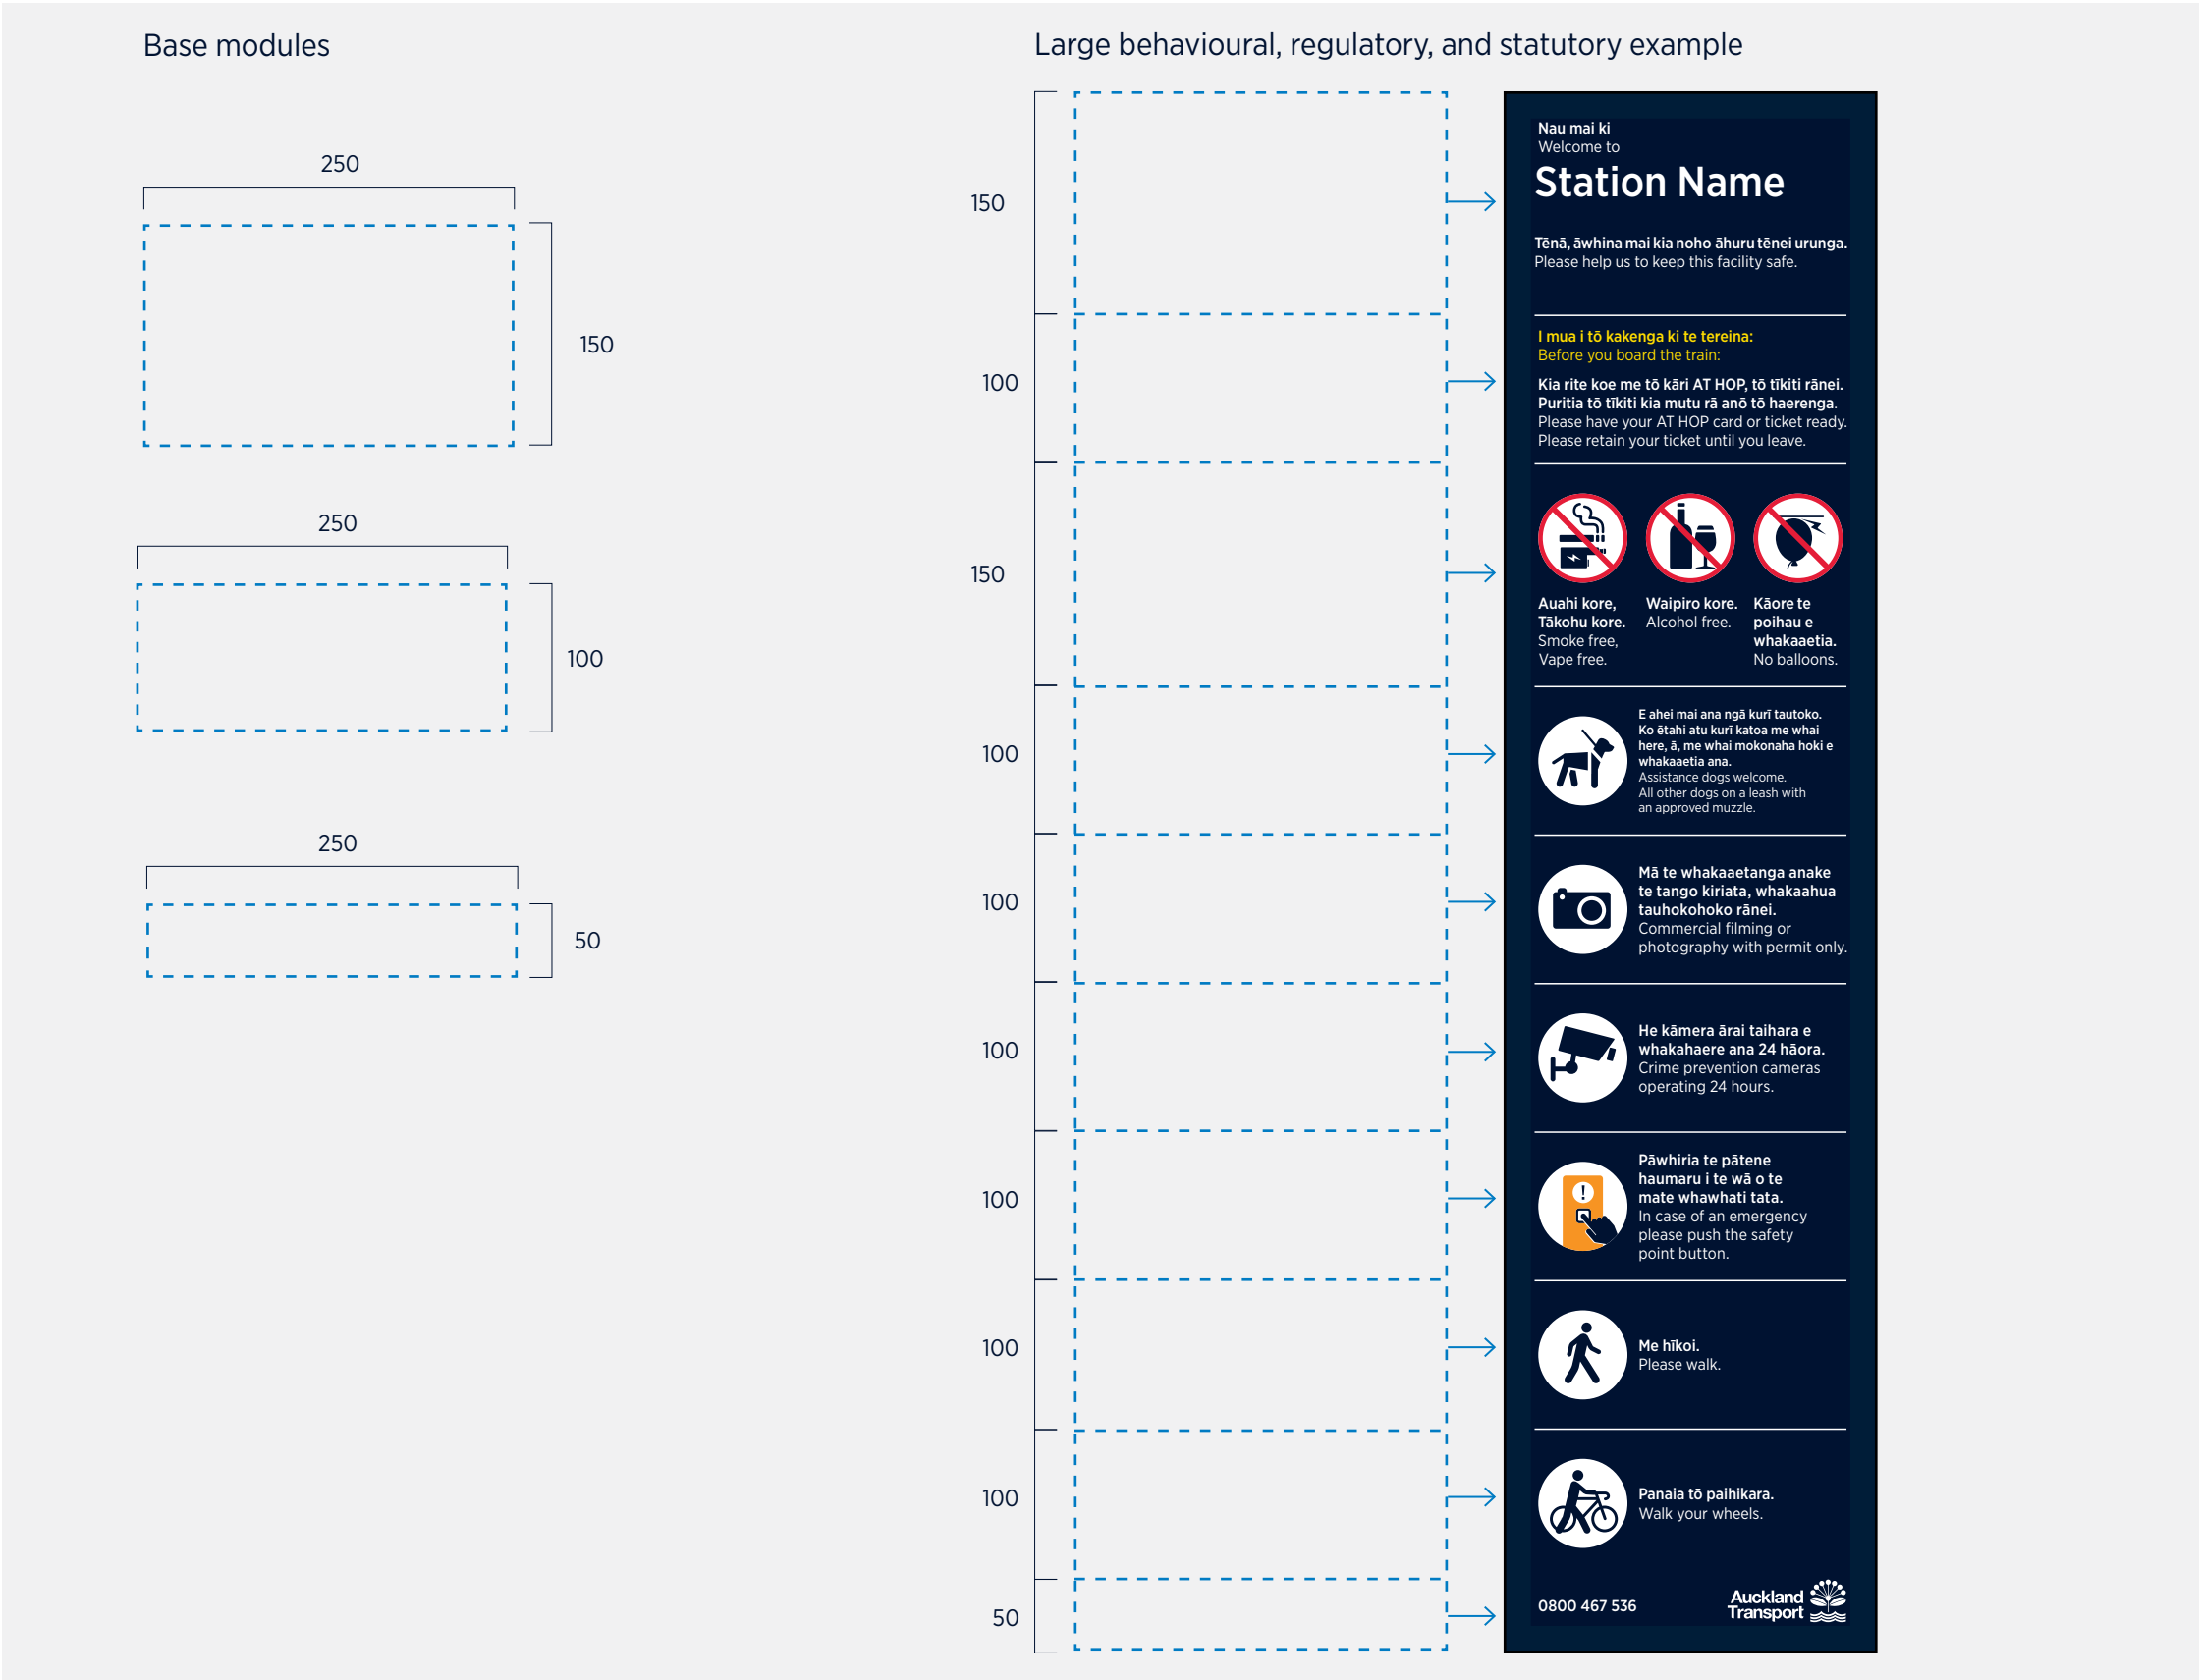 Base modules
250
150
250
100
250
50
Large behavioural, regulatory, and statutory example
150
100
150
100
100
100
100
100
100
50
Nau mai ki
Welcome to
Station Name
Tēnā, āwhina mai kia noho āhuru tēnei urunga.
Please help us to keep this facility safe.
I mua i tō kakenga ki te tereina:
Before you board the train:
Kia rite koe me tō kāri AT HOP, tō tīkiti rānei.
Puritia tō tīkiti kia mutu rā anō tō haerenga.
Please have your AT HOP card or ticket ready.
Please retain your ticket until you leave.
Auahi kore,
Tākohu kore.
Smoke free,
Vape free.
Waipiro kore.
Alcohol free.
Kāore te
poihau e
whakaaetia.
No balloons.
E ahei mai ana ngā kurī tautoko.
Ko ētahi atu kurī katoa me whai
here, ā, me whai mokonaha hoki e
whakaaetia ana.
Assistance dogs welcome.
All other dogs on a leash with
an approved muzzle.
Mā te whakaaetanga anake
te tango kiriata, whakaahua
tauhokohoko rānei.
Commercial filming or
photography with permit only.
He kāmera ārai taihara e
whakahaere ana 24 hāora.
Crime prevention cameras
operating 24 hours.
!
Pāwhiria te pātene
haumaru i te wā o te
mate whawhati tata.
In case of an emergency
please push the safety
point button.
Me hīkoi.
Please walk.
Panaia tō paihikara.
Walk your wheels.
0800 467 536
Auckland
Transport